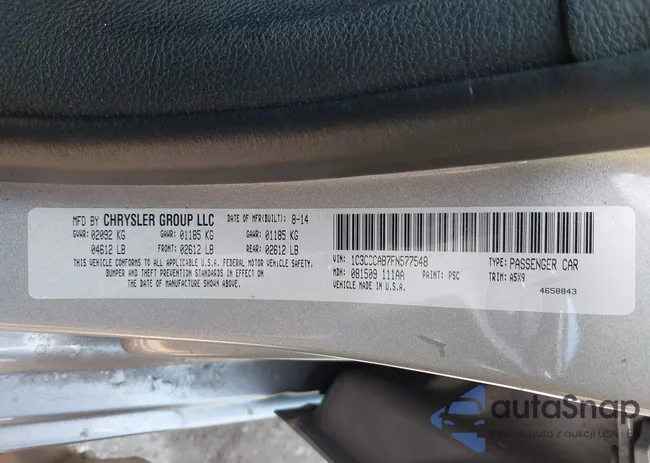 MFD BY CHRYSLER GROUP LLC DATE OF MFR(BUILT): 8-14
GVWR: 02092 KG GAWR: 01185 KG GAWR: 01185 KG
04612 LB FRONT: 02612 LB REAR: 02612 LB
THIS VEHICLE CONFORMS TO ALL APPLICABLE U.S.A. FEDERAL MOTOR VEHICLE SAFETY,
BUMPER AND THEFT PREVENTION STANDARDS IN EFFECT ON
THE DATE OF MANUFACTURE SHOWN ABOVE.
VIN: 1C3CCCAB7FN577548 TYPE: PASSENGER CAR
MDH: 081509 111AA PAINT: PSC TRIM: A5X9
VEHICLE MADE IN U.S.A.
4658843
autaSnap